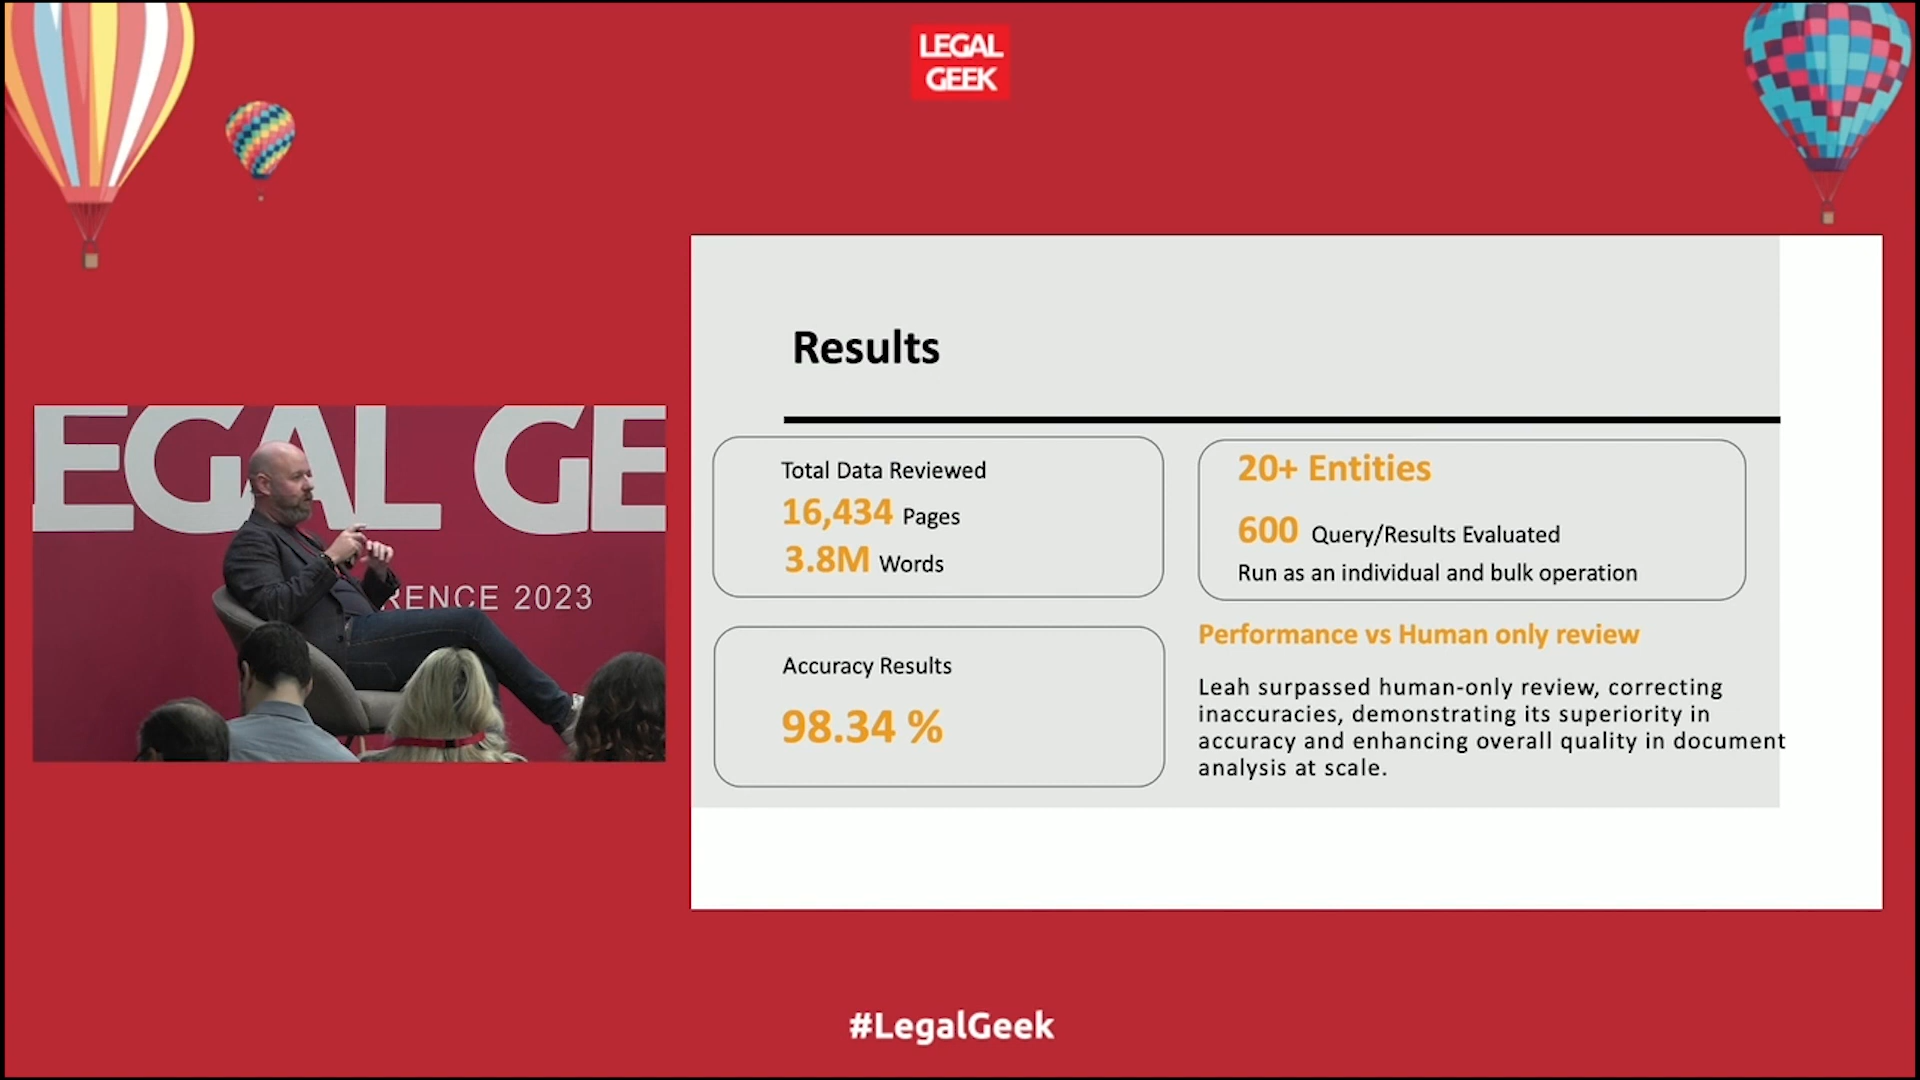 LEGAL
GEEK
EGAL GE
RENCE 2023
Results
Total Data Reviewed
16,434 Pages
3.8M Words
20+ Entities
600 Query/Results Evaluated
Run as an individual and bulk operation
Accuracy Results
98.34 %
Performance vs Human only review
Leah surpassed human-only review, correcting
inaccuracies, demonstrating its superiority in
accuracy and enhancing overall quality in document
analysis at scale.
#LegalGeek